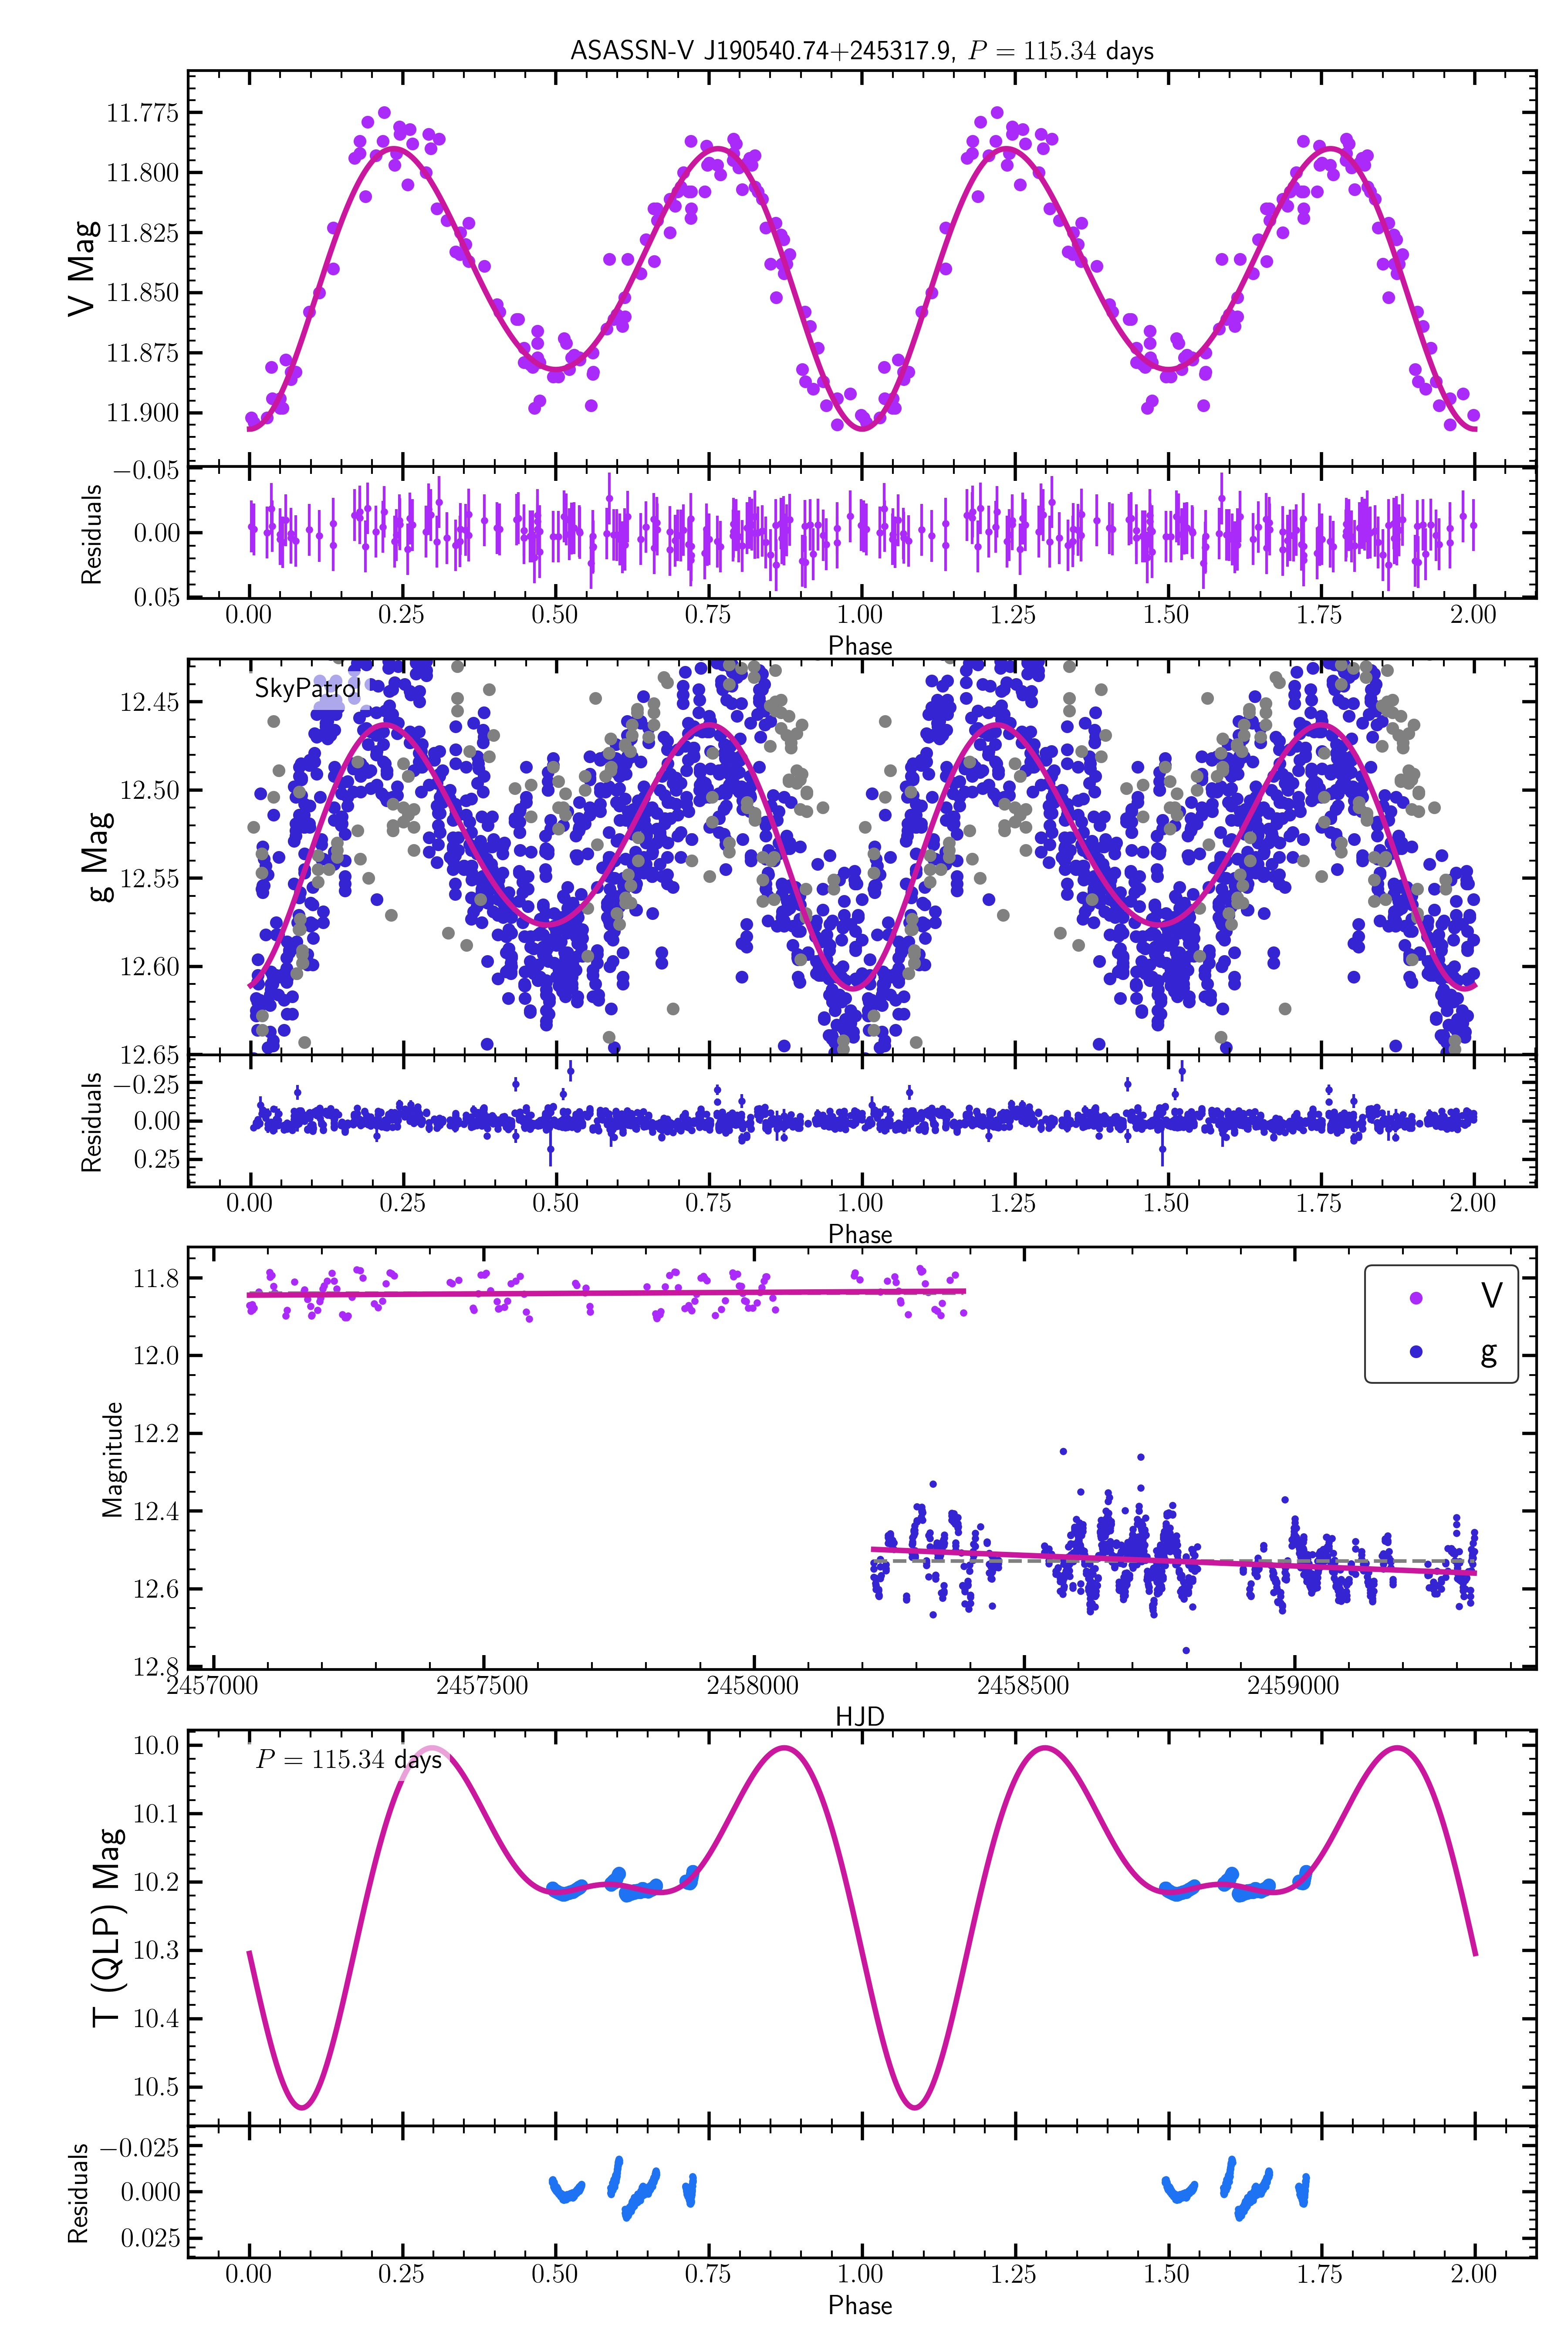 ASASSN-V J190540.74+245317.9, P = 115.34 days
11.775
11.800
11.825
11.850
11.875
11.900
V Mag
−0.05
0.00
0.05
Residuals
0.00 0.25 0.50 0.75 1.00 1.25 1.50 1.75 2.00
Phase
SkyPatrol
12.45
12.50
12.55
12.60
12.65
g Mag
−0.25
0.00
0.25
Residuals
0.00 0.25 0.50 0.75 1.00 1.25 1.50 1.75 2.00
Phase
11.8
12.0
12.2
12.4
12.6
12.8
Magnitude
V
g
2457000 2457500 2458000 2458500 2459000
HJD
P = 115.34 days
10.0
10.1
10.2
10.3
10.4
10.5
T (QLP) Mag
−0.025
0.000
0.025
Residuals
0.00 0.25 0.50 0.75 1.00 1.25 1.50 1.75 2.00
Phase